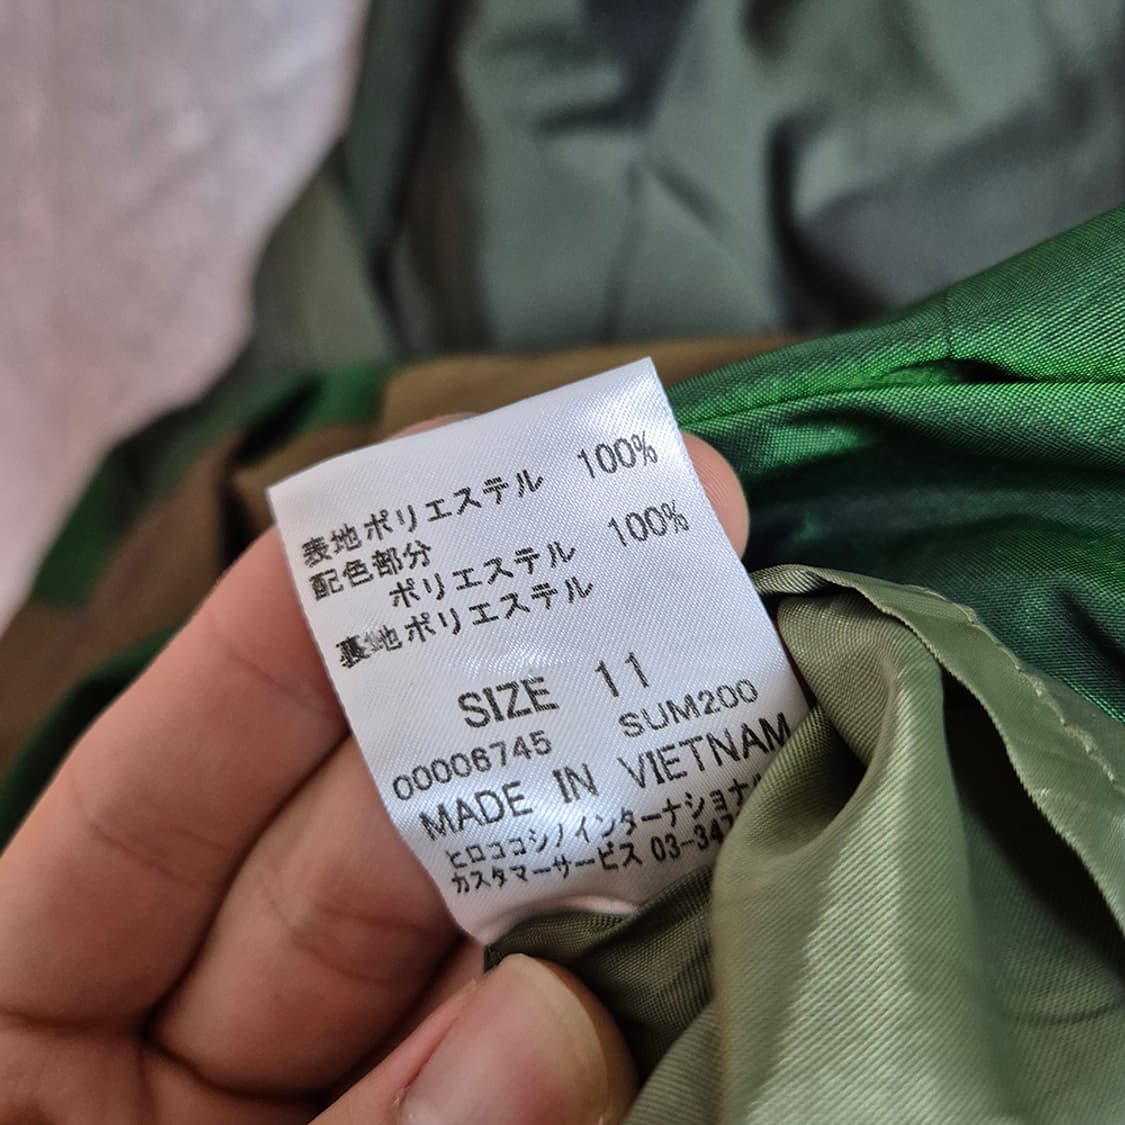 表地ポリエステル 100%
配色部分
ポリエステル 100%
裏地ポリエステル
SIZE 11
00006745 SUM200
MADE IN VIETNAM
ヒロココシノインターナショナル
カスタマーサービス 03-347